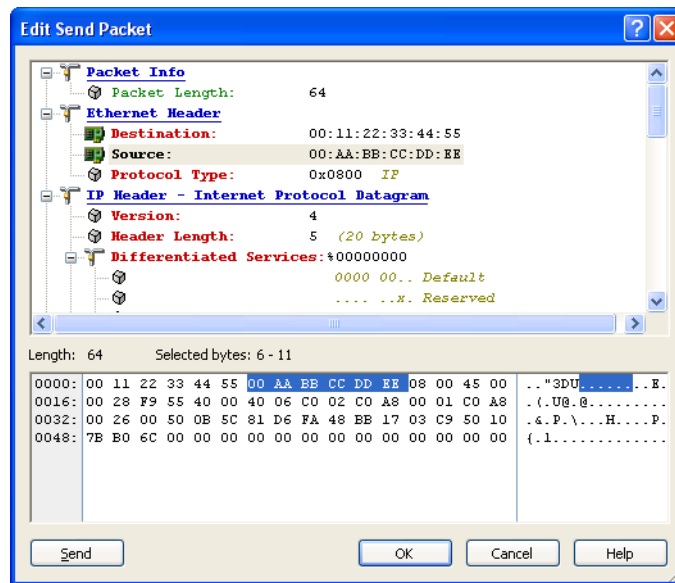 Edit Send Packet
Packet Info
Packet Length: 64
Ethernet Header
Destination: 00:11:22:33:44:55
Source: 00:AA:BB:CC:DD:EE
Protocol Type: 0x0800 IP
IP Header - Internet Protocol Datagram
Version: 4
Header Length: 5 (20 bytes)
Differentiated Services:%00000000
0000 00.. Default
.... ..x. Reserved
Length: 64 Selected bytes: 6 - 11
0000: 00 11 22 33 44 55 00 AA BB CC DD EE 08 00 45 00 .."3DU........E.
0016: 00 28 F9 55 40 00 40 06 C0 02 C0 A8 00 01 C0 A8 .(.U@.@.........
0032: 00 26 00 50 0B 5C 81 D6 FA 48 BB 17 03 C9 50 10 .&.P.\...H....P.
0048: 7B B0 6C 00 00 00 00 00 00 00 00 00 00 00 00 00 {.l.............
Send OK Cancel Help